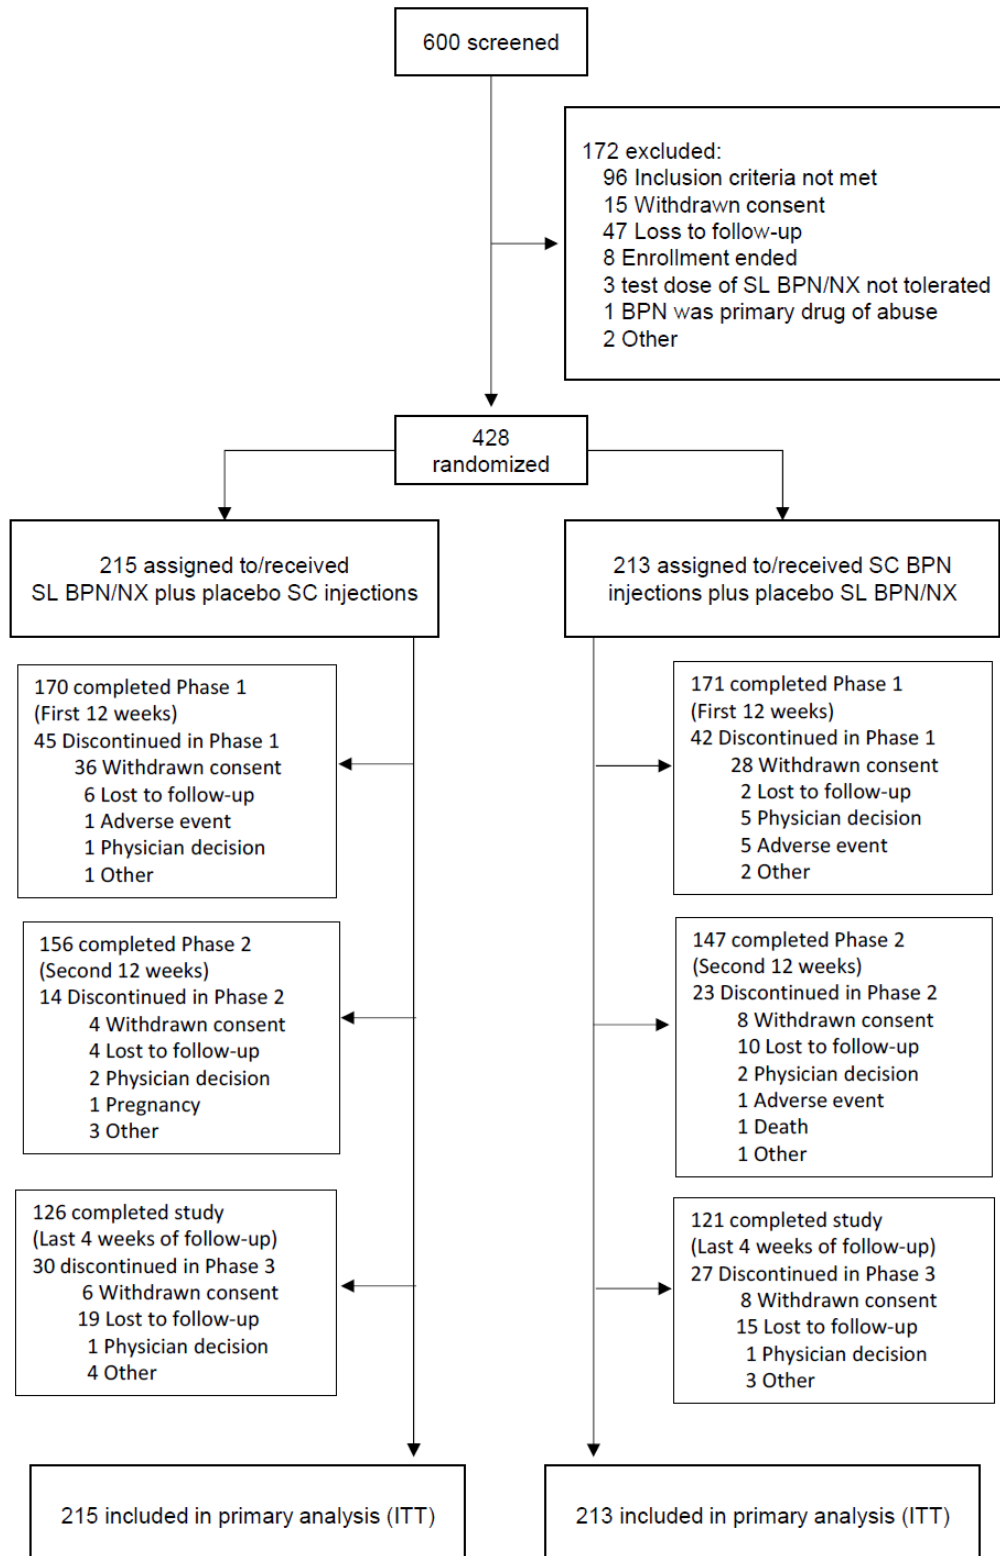 600 screened
172 excluded:
96 Inclusion criteria not met
15 Withdrawn consent
47 Loss to follow-up
8 Enrollment ended
3 test dose of SL BPN/NX not tolerated
1 BPN was primary drug of abuse
2 Other
428
randomized
215 assigned to/received
SL BPN/NX plus placebo SC injections
213 assigned to/received SC BPN
injections plus placebo SL BPN/NX
170 completed Phase 1
(First 12 weeks)
45 Discontinued in Phase 1
36 Withdrawn consent
6 Lost to follow-up
1 Adverse event
1 Physician decision
1 Other
171 completed Phase 1
(First 12 weeks)
42 Discontinued in Phase 1
28 Withdrawn consent
2 Lost to follow-up
5 Physician decision
5 Adverse event
2 Other
156 completed Phase 2
(Second 12 weeks)
14 Discontinued in Phase 2
4 Withdrawn consent
4 Lost to follow-up
2 Physician decision
1 Pregnancy
3 Other
147 completed Phase 2
(Second 12 weeks)
23 Discontinued in Phase 2
8 Withdrawn consent
10 Lost to follow-up
2 Physician decision
1 Adverse event
1 Death
1 Other
126 completed study
(Last 4 weeks of follow-up)
30 discontinued in Phase 3
6 Withdrawn consent
19 Lost to follow-up
1 Physician decision
4 Other
121 completed study
(Last 4 weeks of follow-up)
27 Discontinued in Phase 3
8 Withdrawn consent
15 Lost to follow-up
1 Physician decision
3 Other
215 included in primary analysis (ITT)
213 included in primary analysis (ITT)